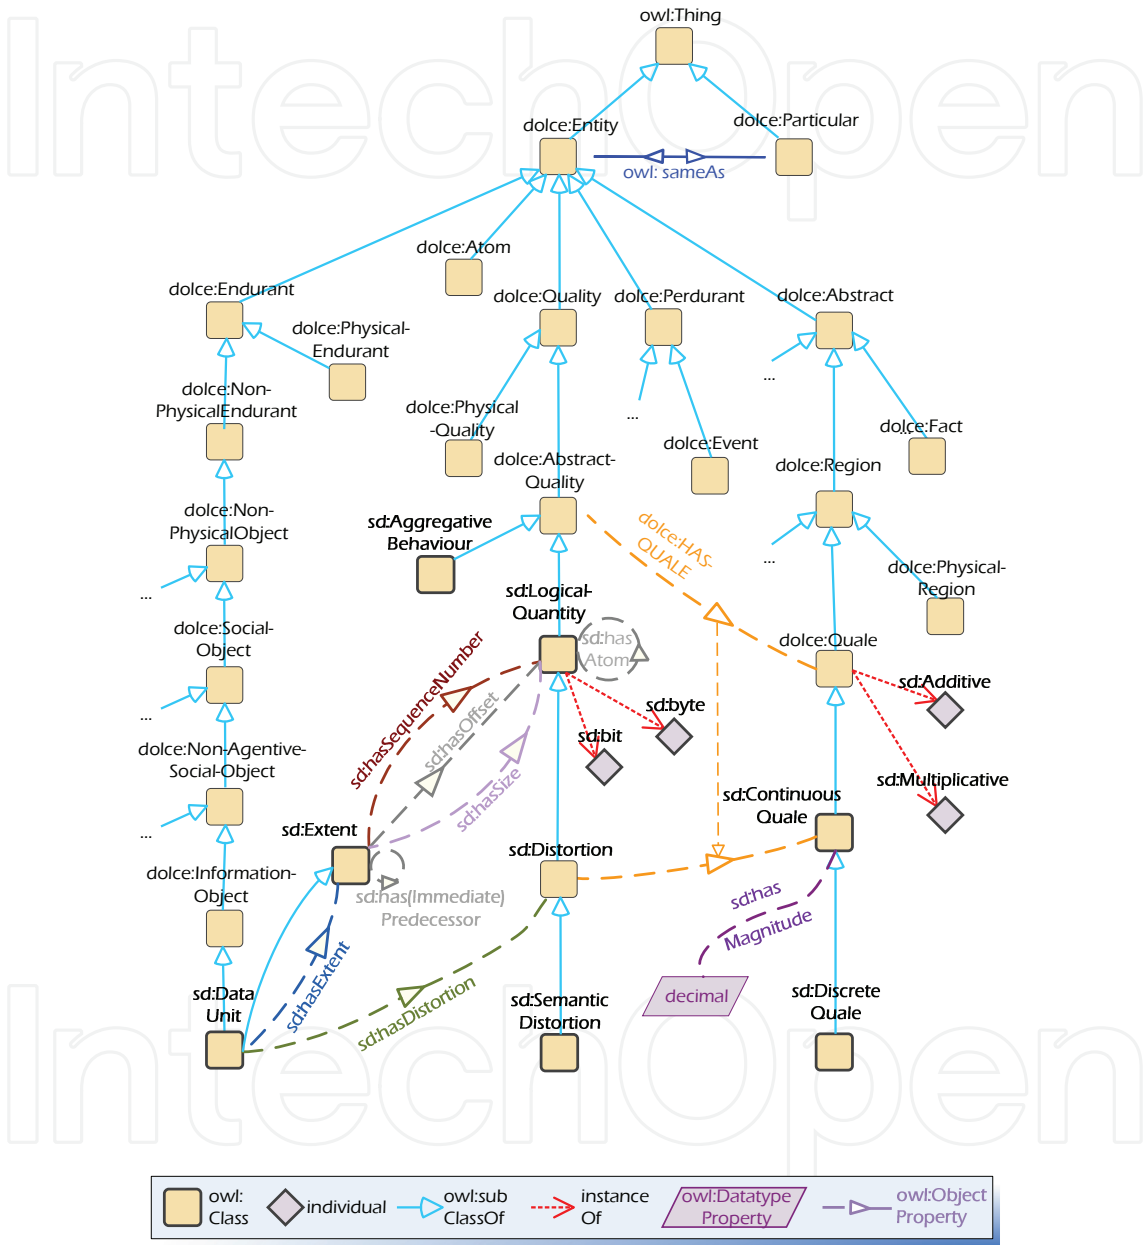 IntechOpen
owl:Thing
dolce:Entity
dolce:Particular
owl: sameAs
dolce:Atom
dolce:Endurant
dolce:Quality
dolce:Perdurant
dolce:Abstract
dolce:Physical-
Endurant
...
dolce:Non-
PhysicalEndurant
dolce:Physical
-Quality
...
dolce:Event
dolce:Fact
...
dolce:Abstract-
Quality
dolce:Region
dolce:Non-
PhysicalObject
sd:Aggregative
Behaviour
dolce:HAS-
QUALE
...
dolce:Physical-
Region
...
sd:Logical-
Quantity
dolce:Social-
Object
sd:has
Atom
dolce:Quale
sd:Additive
sd:hasSequenceNumber
sd:hasOffset
sd:hasSize
sd:byte
sd:bit
...
dolce:Non-Agentive-
Social-Object
sd:Multiplicative
sd:Continuous
Quale
...
sd:Extent
sd:Distortion
dolce:Information-
Object
sd:has(Immediate)
Predecessor
sd:has
Magnitude
sd:hasExtent
sd:hasDistortion
decimal
sd:Data
Unit
sd:Semantic
Distortion
sd:Discrete
Quale
IntechOpen
owl:
Class
individual
owl:sub
ClassOf
instance
Of
owl:Datatype
Property
owl:Object
Property